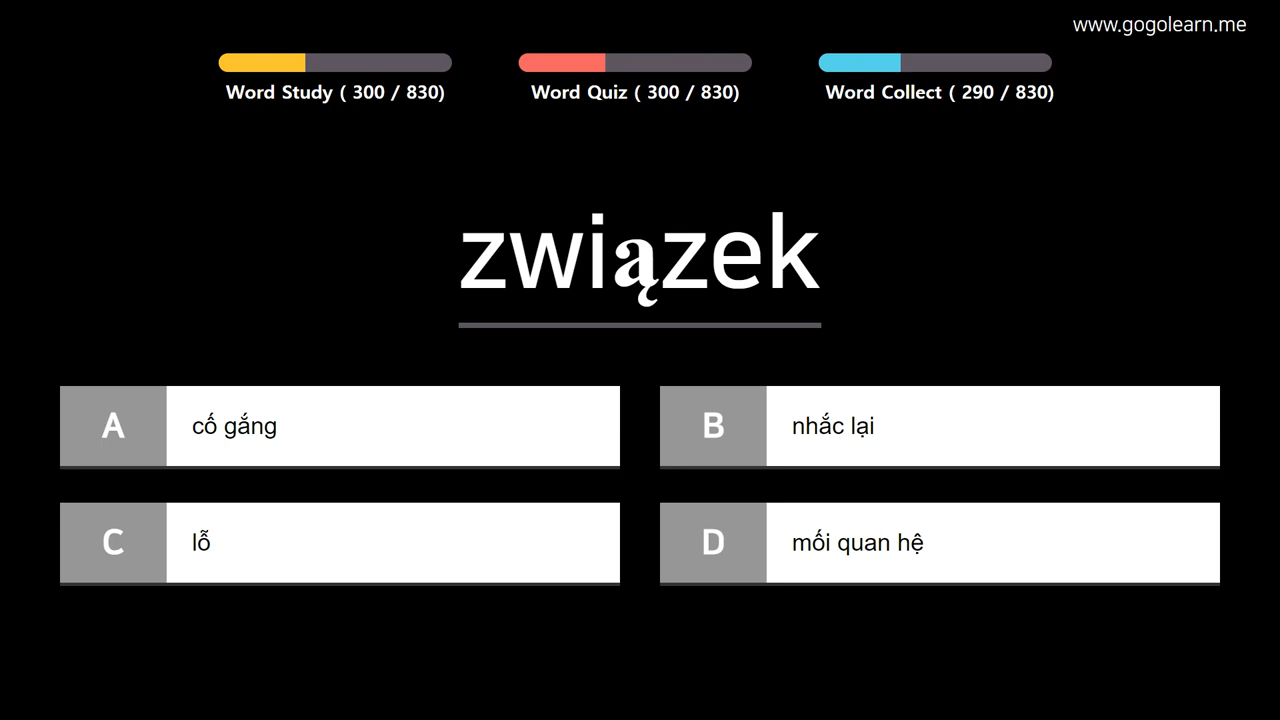 www.gogolearn.me
Word Study ( 300 / 830)
Word Quiz ( 300 / 830)
Word Collect ( 290 / 830)
związek
A cố gắng
B nhắc lại
C lỗ
D mối quan hệ